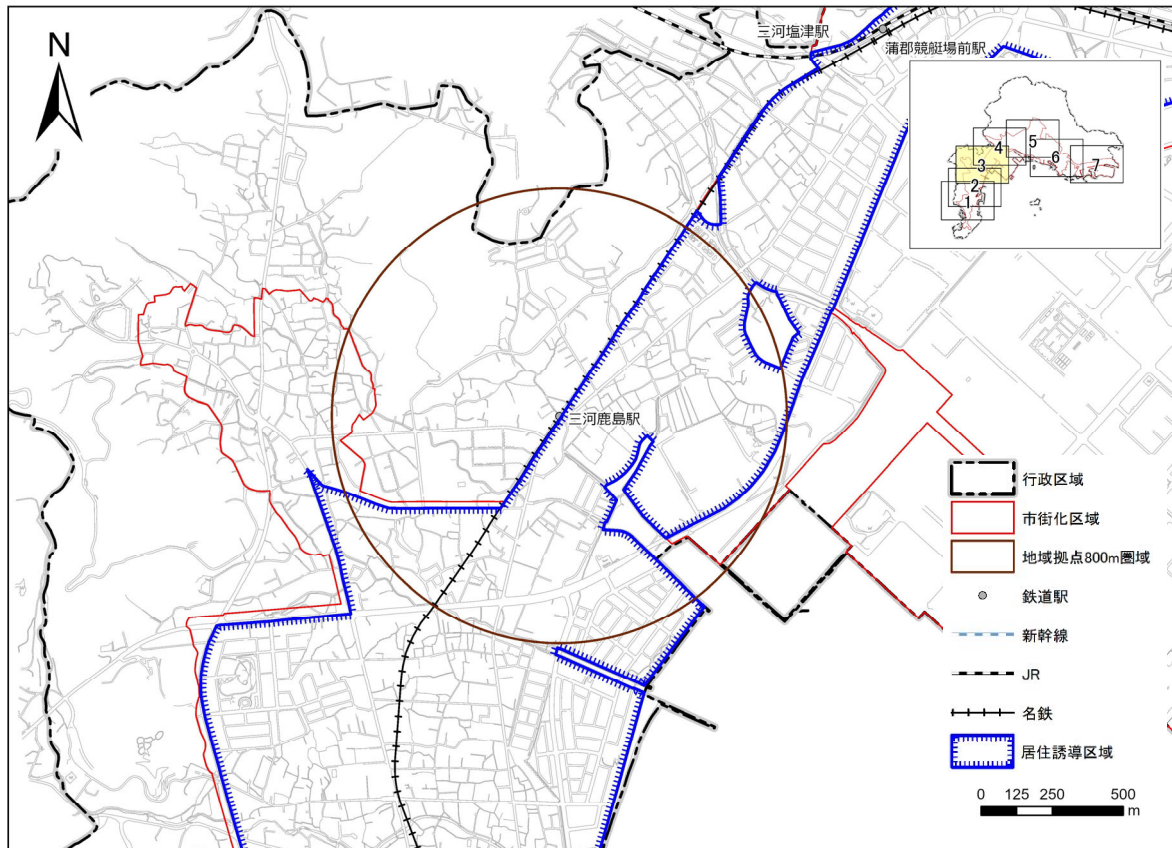 N
三河塩津駅
蒲郡競艇場前駅
5
4
6
7
3
2
1
三河鹿島駅
行政区域
市街化区域
地域拠点800m圏域
鉄道駅
新幹線
JR
名鉄
居住誘導区域
0 125 250 500
m